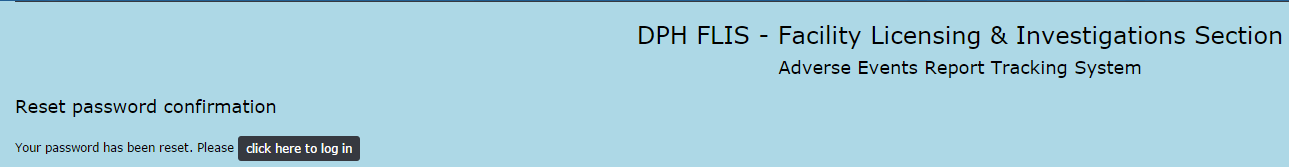 DPH FLIS - Facility Licensing & Investigations Section
Adverse Events Report Tracking System
Reset password confirmation
Your password has been reset. Please click here to log in